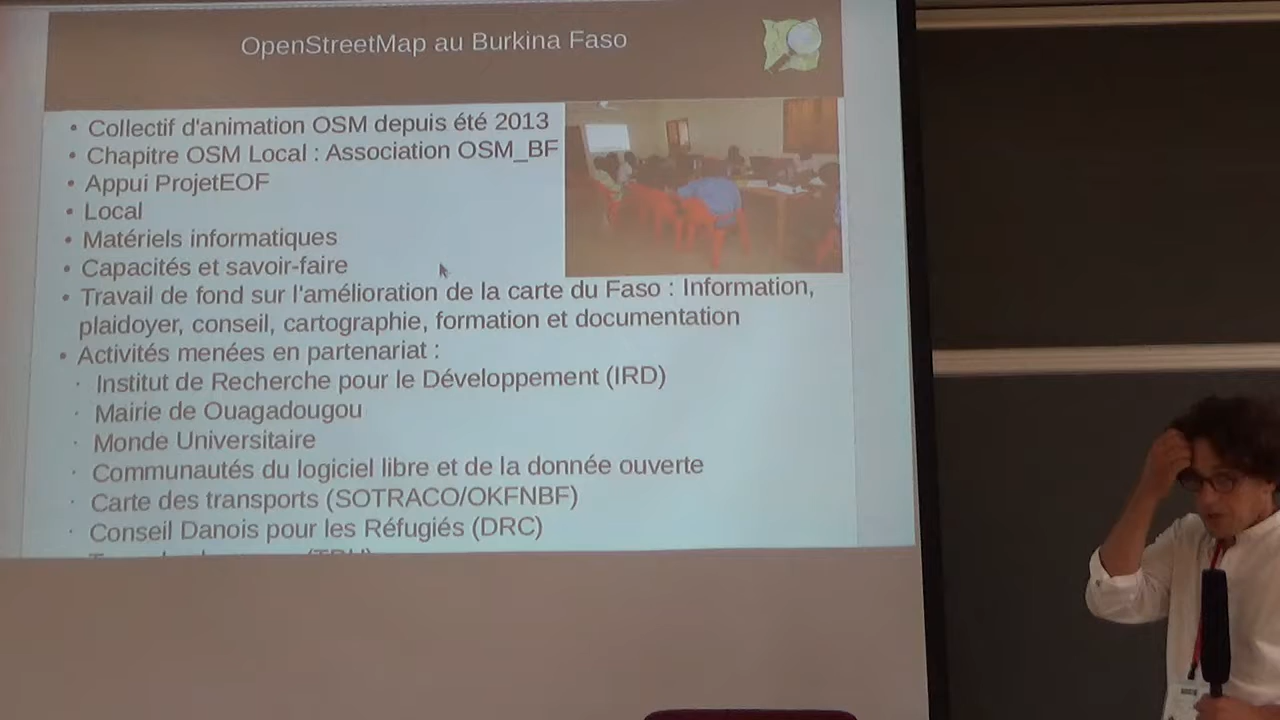 OpenStreetMap au Burkina Faso
• Collectif d'animation OSM depuis été 2013
• Chapitre OSM Local : Association OSM_BF
• Appui ProjetEOF
• Local
• Matériels informatiques
• Capacités et savoir-faire
• Travail de fond sur l'amélioration de la carte du Faso : Information,
plaidoyer, conseil, cartographie, formation et documentation
• Activités menées en partenariat :
· Institut de Recherche pour le Développement (IRD)
· Mairie de Ouagadougou
· Monde Universitaire
· Communautés du logiciel libre et de la donnée ouverte
· Carte des transports (SOTRACO/OKFNBF)
· Conseil Danois pour les Réfugiés (DRC)